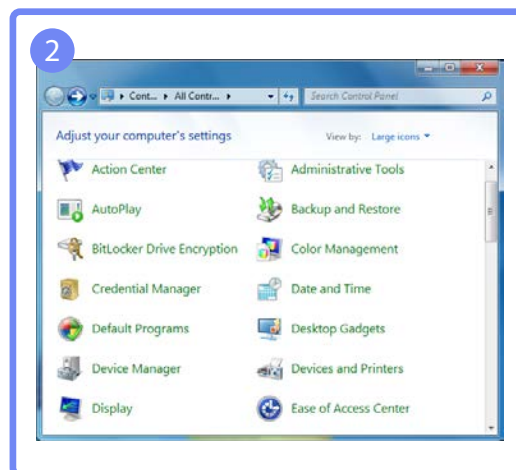 2
Cont... All Contr...
Search Control Panel
Adjust your computer's settings
View by: Large icons
Action Center
Administrative Tools
AutoPlay
Backup and Restore
BitLocker Drive Encryption
Color Management
Credential Manager
Date and Time
Default Programs
Desktop Gadgets
Device Manager
Devices and Printers
Display
Ease of Access Center